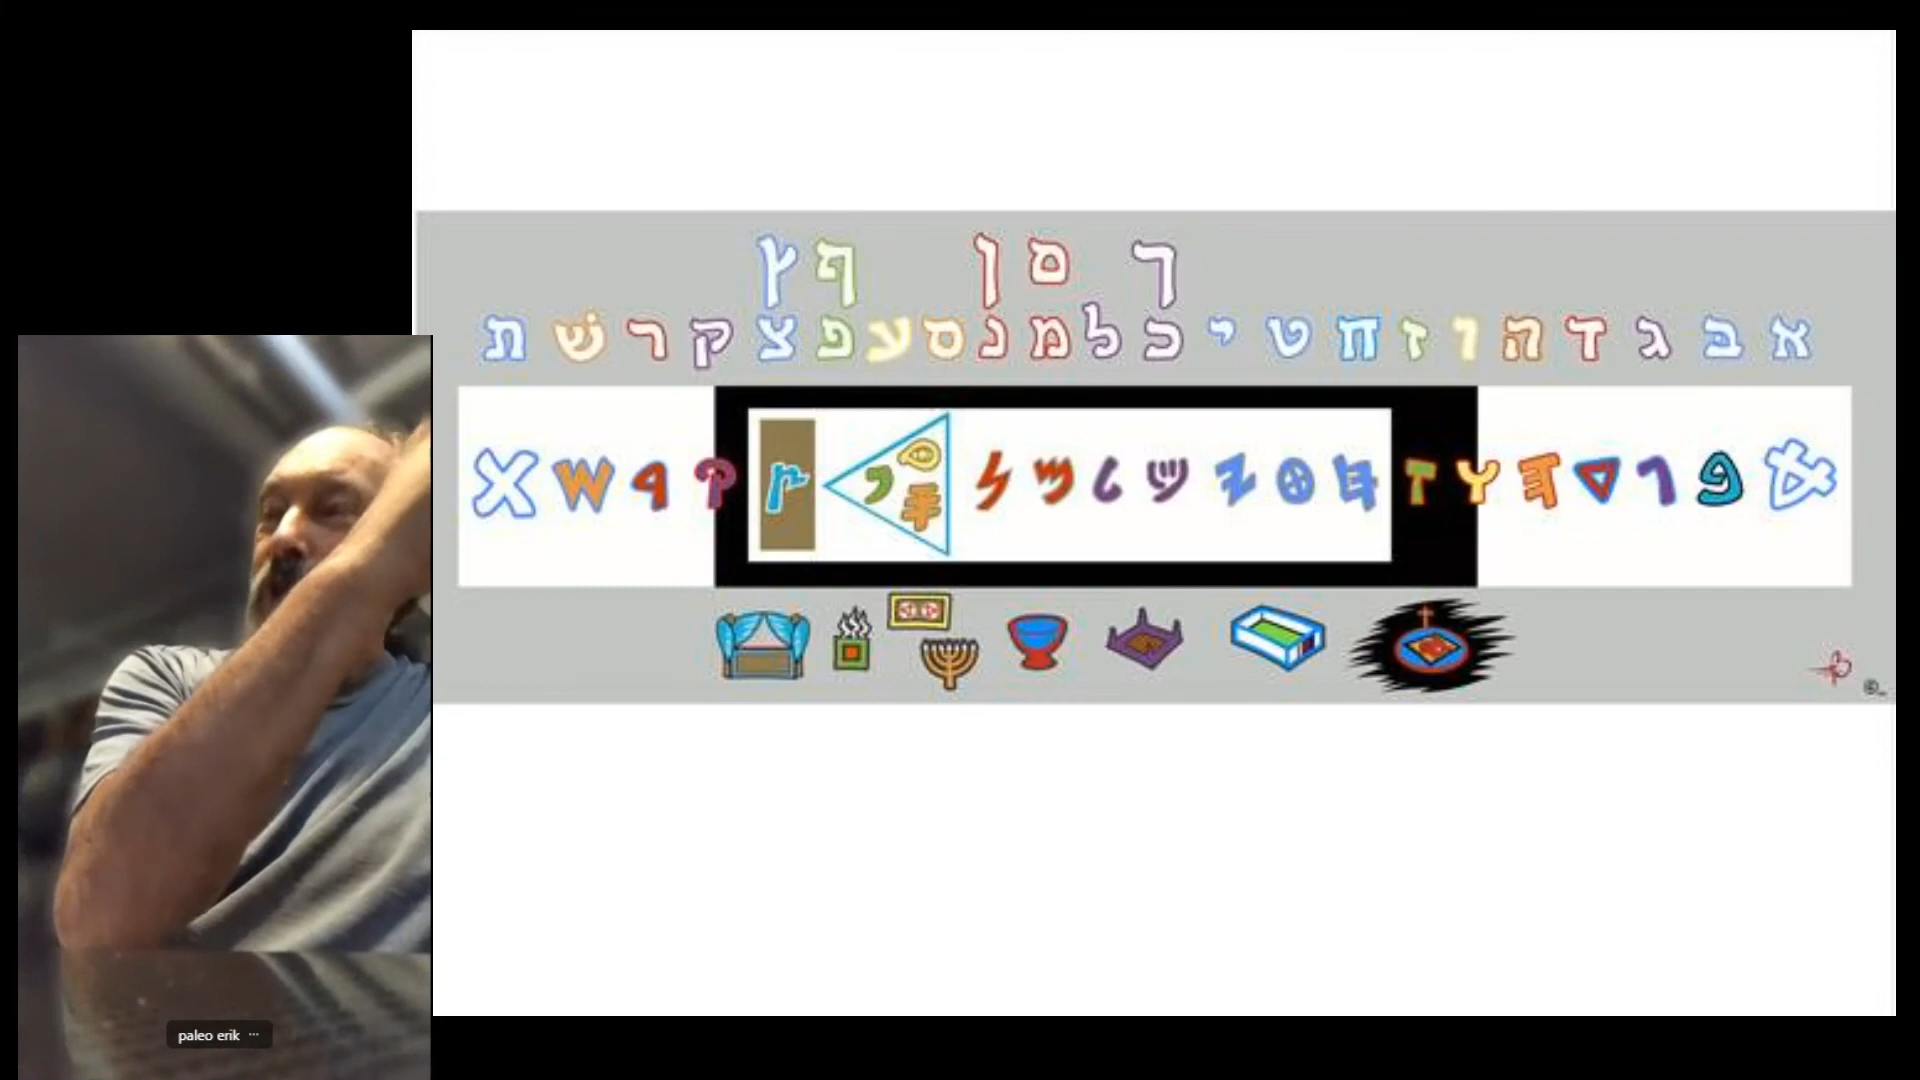 ך ם ן ף ץ
א ב ג ד ה ו ז ח ט י כ ל מ נ ס ע פ צ ק ר שׁ ת
𐤀 𐤁 𐤂 𐤃 𐤄 𐤅 𐤆 𐤇 𐤈 𐤉 𐤊 𐤋 𐤌 𐤍 𐤎 𐤏 𐤐 𐤑 𐤒 𐤓 𐤔 𐤕
©
paleo erik ...